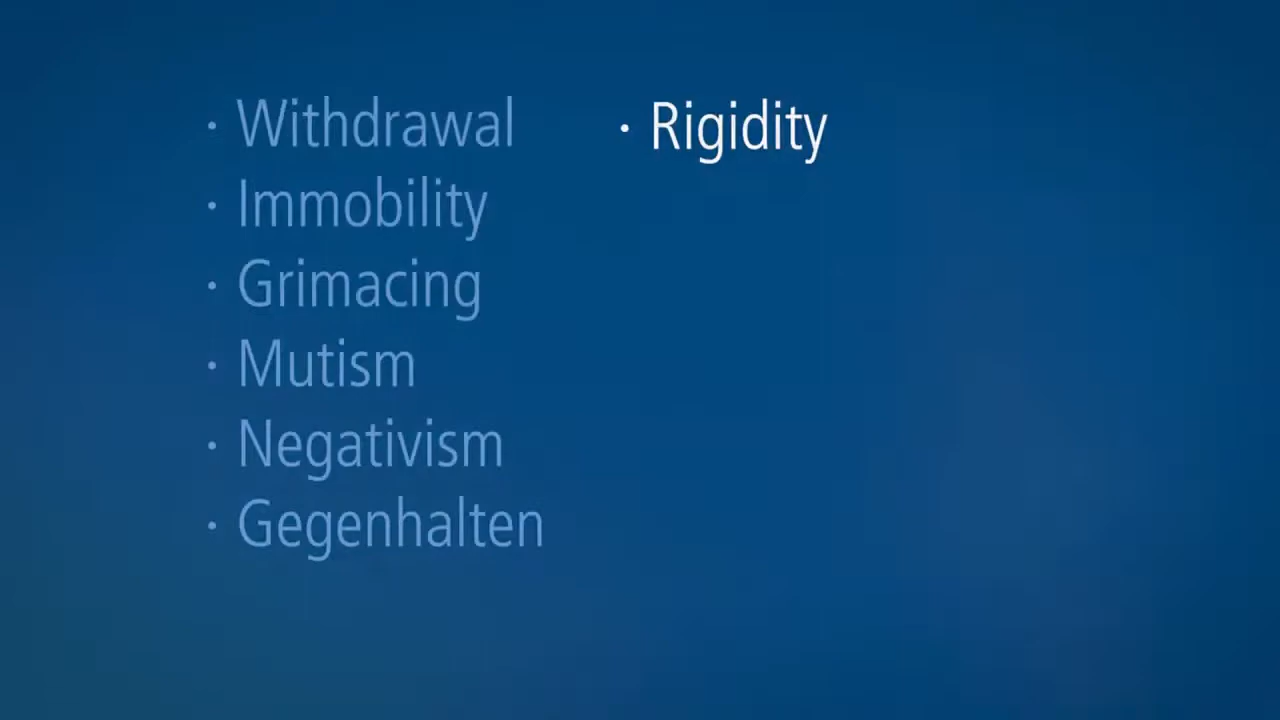 · Withdrawal
· Immobility
· Grimacing
· Mutism
· Negativism
· Gegenhalten
· Rigidity